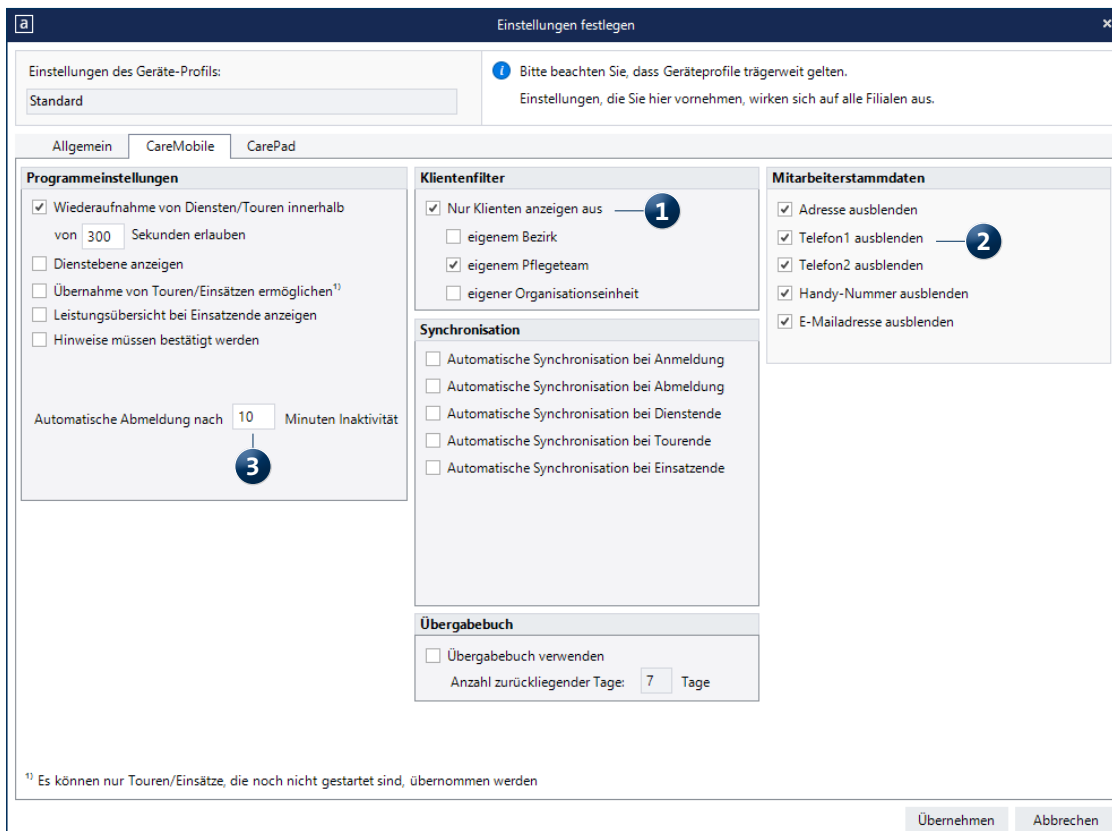 a
Einstellungen festlegen
×
Einstellungen des Geräte-Profils:
Standard
i
Bitte beachten Sie, dass Geräteprofile trägerweit gelten.
Einstellungen, die Sie hier vornehmen, wirken sich auf alle Filialen aus.
Allgemein
CareMobile
CarePad
Programmeinstellungen
Wiederaufnahme von Diensten/Touren innerhalb
von 300 Sekunden erlauben
Dienstebene anzeigen
Übernahme von Touren/Einsätzen ermöglichen¹⁾
Leistungsübersicht bei Einsatzende anzeigen
Hinweise müssen bestätigt werden
Automatische Abmeldung nach 10 Minuten Inaktivität
3
Klientenfilter
Nur Klienten anzeigen aus
1
eigenem Bezirk
eigenem Pflegeteam
eigener Organisationseinheit
Synchronisation
Automatische Synchronisation bei Anmeldung
Automatische Synchronisation bei Abmeldung
Automatische Synchronisation bei Dienstende
Automatische Synchronisation bei Tourende
Automatische Synchronisation bei Einsatzende
Übergabebuch
Übergabebuch verwenden
Anzahl zurückliegender Tage: 7 Tage
Mitarbeiterstammdaten
Adresse ausblenden
Telefon1 ausblenden
2
Telefon2 ausblenden
Handy-Nummer ausblenden
E-Mailadresse ausblenden
¹⁾ Es können nur Touren/Einsätze, die noch nicht gestartet sind, übernommen werden
Übernehmen
Abbrechen